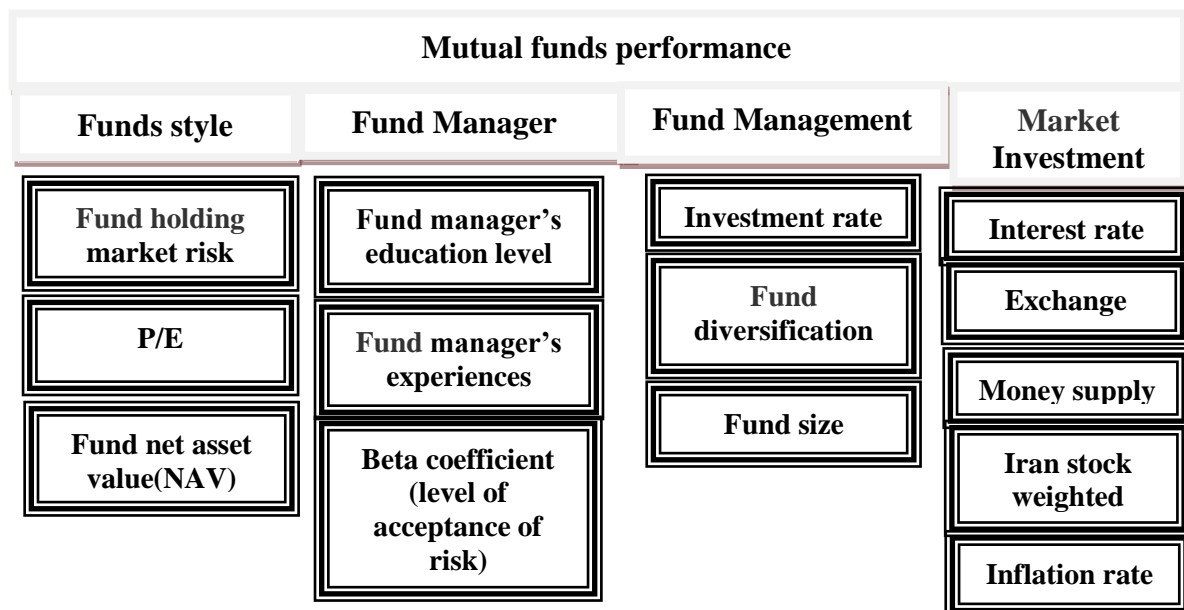 Mutual funds performance
Funds style
Fund holding
market risk
P/E
Fund net asset
value(NAV)
Fund Manager
Fund manager's
education level
Fund manager's
experiences
Beta coefficient
(level of
acceptance of
risk)
Fund Management
Investment rate
Fund
diversification
Fund size
Market
Investment
Interest rate
Exchange
Money supply
Iran stock
weighted
Inflation rate